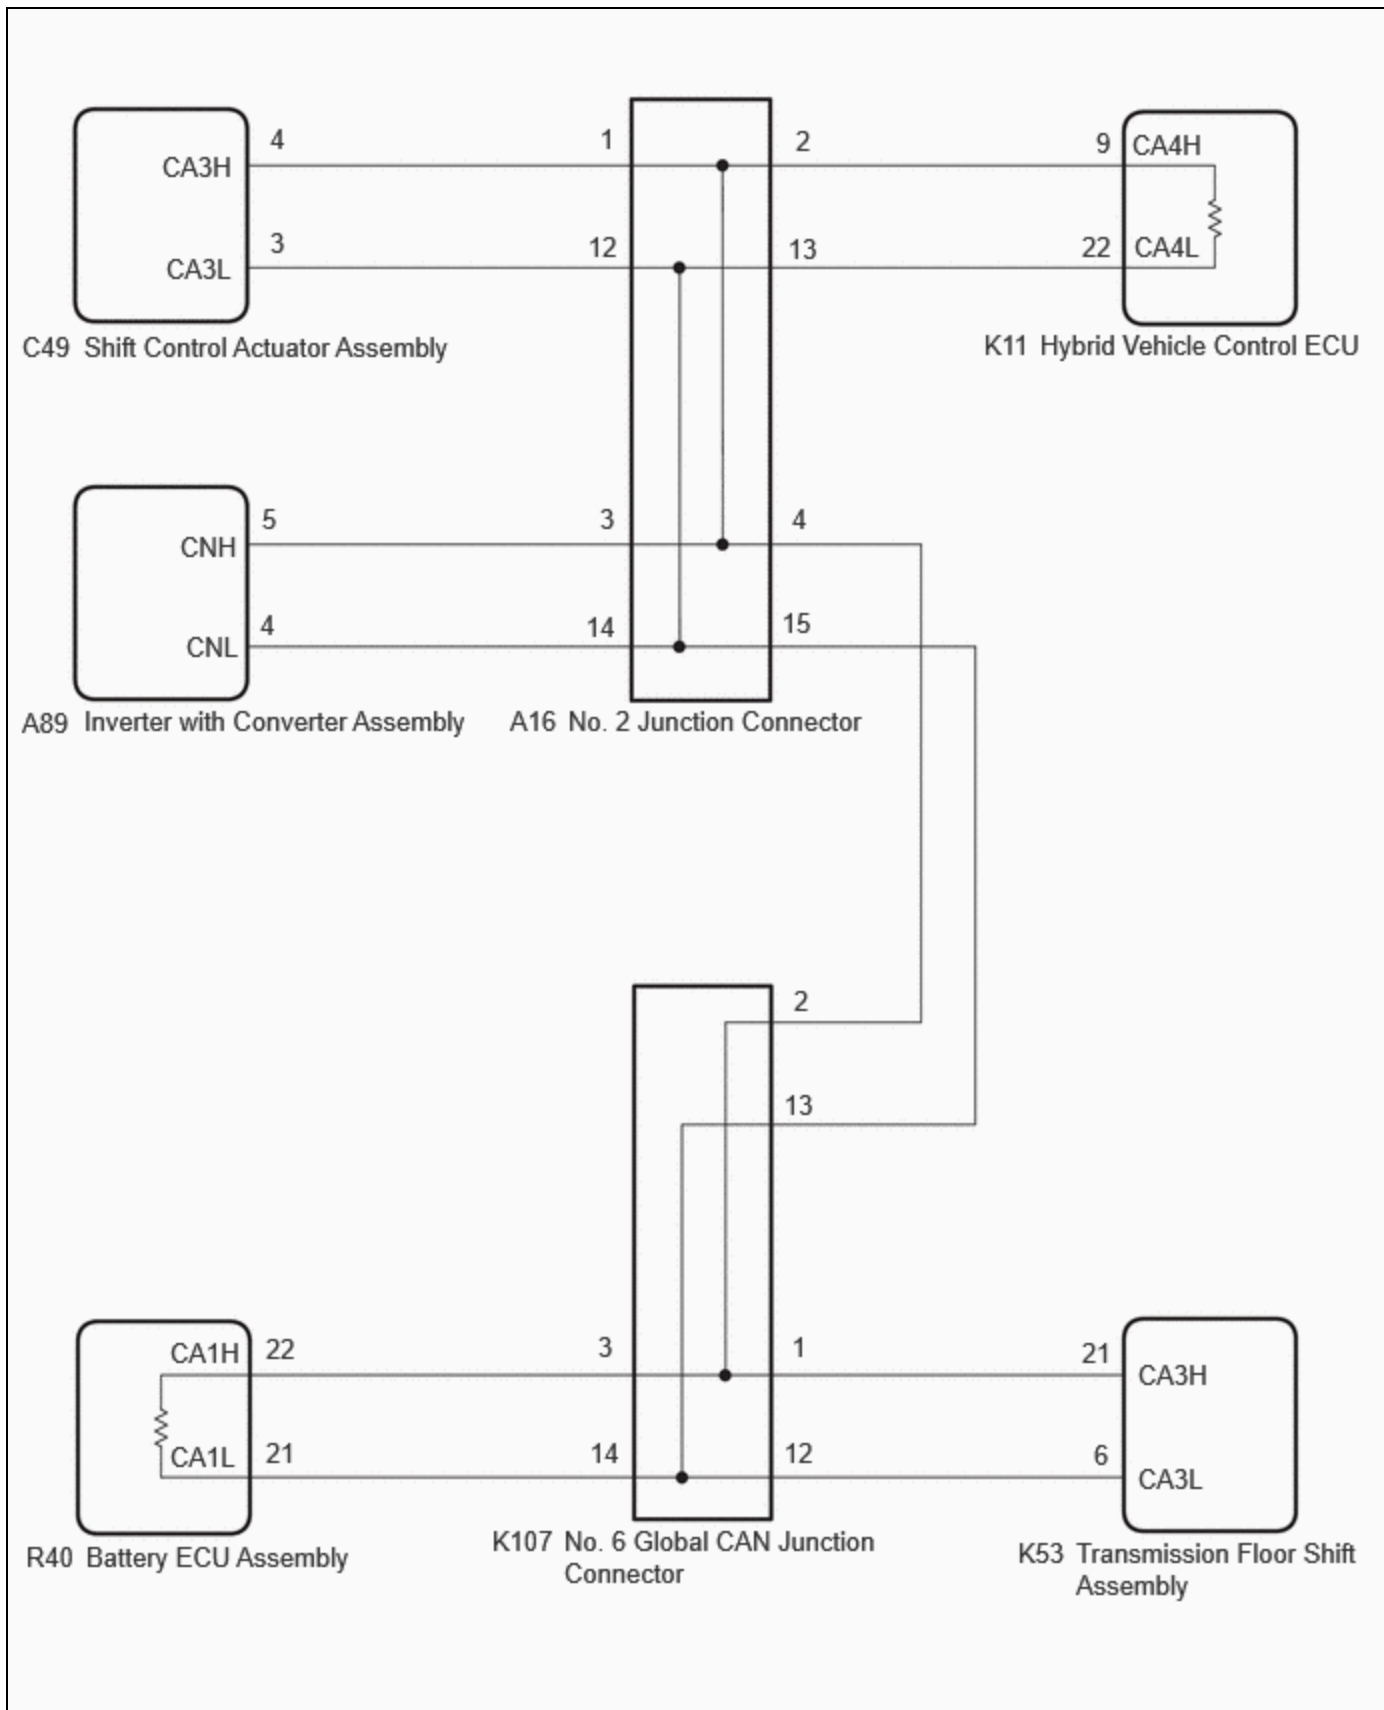 4 1 2 9 CA4H
CA3H
3 12 13 22 CA4L
CA3L
C49 Shift Control Actuator Assembly
K11 Hybrid Vehicle Control ECU
5 3 4
CNH
4 14 15
CNL
A89 Inverter with Converter Assembly
A16 No. 2 Junction Connector
2
13
CA1H 22 3 1 21
CA3H
CA1L 21 14 12 6
CA3L
R40 Battery ECU Assembly
K107 No. 6 Global CAN Junction
Connector
K53 Transmission Floor Shift
Assembly